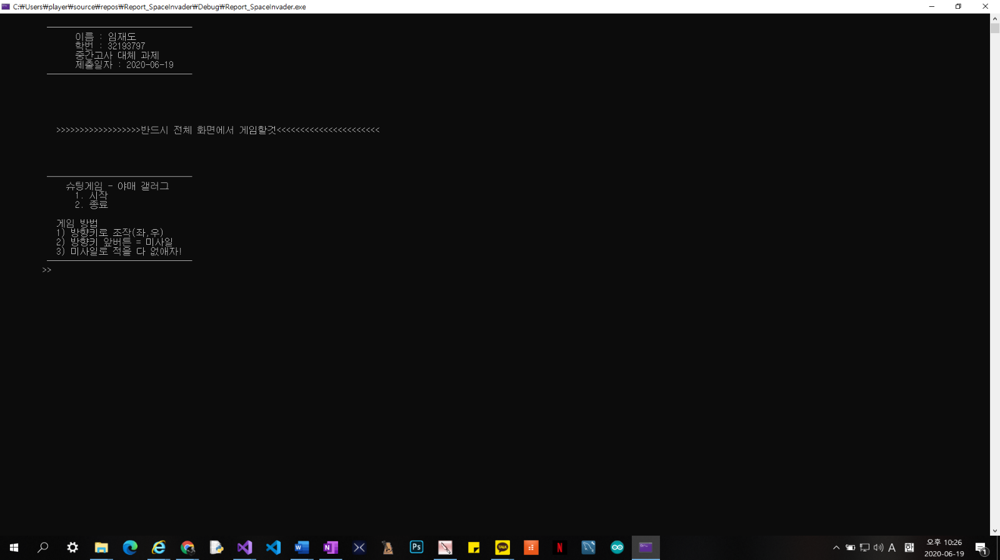 C:₩Users₩player₩source₩repos₩Report_SpaceInvader₩Debug₩Report_SpaceInvader.exe
이름 : 임재도
학번 : 32193797
중간고사 대체 과제
제출일자 : 2020-06-19
>>>>>>>>>>>>>>>>>>반드시 전체 화면에서 게임할것<<<<<<<<<<<<<<<<<<<<<<
슈팅게임 - 야매 갤러그
1. 시작
2. 종료
게임 방법
1) 방향키로 조작(좌,우)
2) 방향키 앞버튼 = 미사일
3) 미사일로 적을 다 없애자!
>>
Ps
TALK
N
A
한
오후 10:26
2020-06-19
1